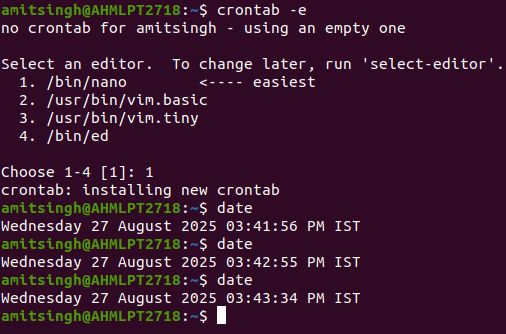 amitsingh@AHMLPT2718:~$ crontab -e
no crontab for amitsingh - using an empty one

Select an editor.  To change later, run 'select-editor'.
  1. /bin/nano        <---- easiest
  2. /usr/bin/vim.basic
  3. /usr/bin/vim.tiny
  4. /bin/ed

Choose 1-4 [1]: 1
crontab: installing new crontab
amitsingh@AHMLPT2718:~$ date
Wednesday 27 August 2025 03:41:56 PM IST
amitsingh@AHMLPT2718:~$ date
Wednesday 27 August 2025 03:42:55 PM IST
amitsingh@AHMLPT2718:~$ date
Wednesday 27 August 2025 03:43:34 PM IST
amitsingh@AHMLPT2718:~$